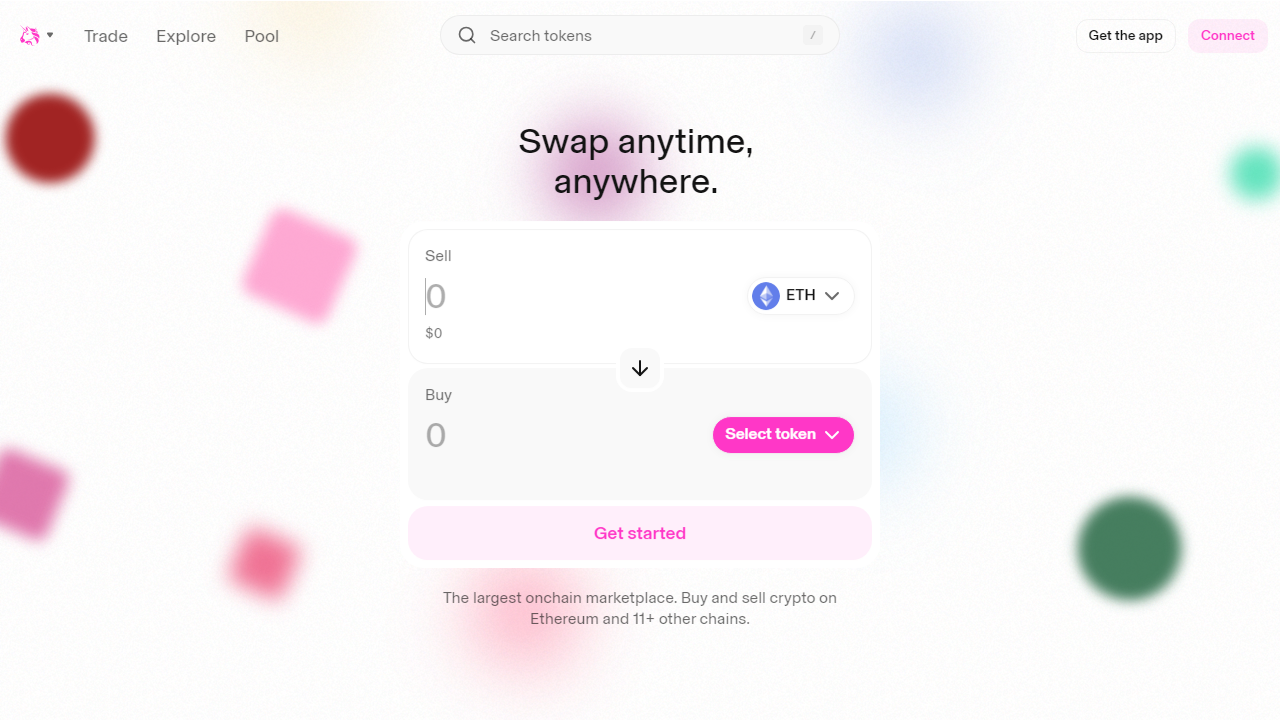 Trade
Explore
Pool
Search tokens
/
Get the app
Connect
Swap anytime,
anywhere.
Sell
0
ETH
$0
Buy
0
Select token
Get started
The largest onchain marketplace. Buy and sell crypto on
Ethereum and 11+ other chains.